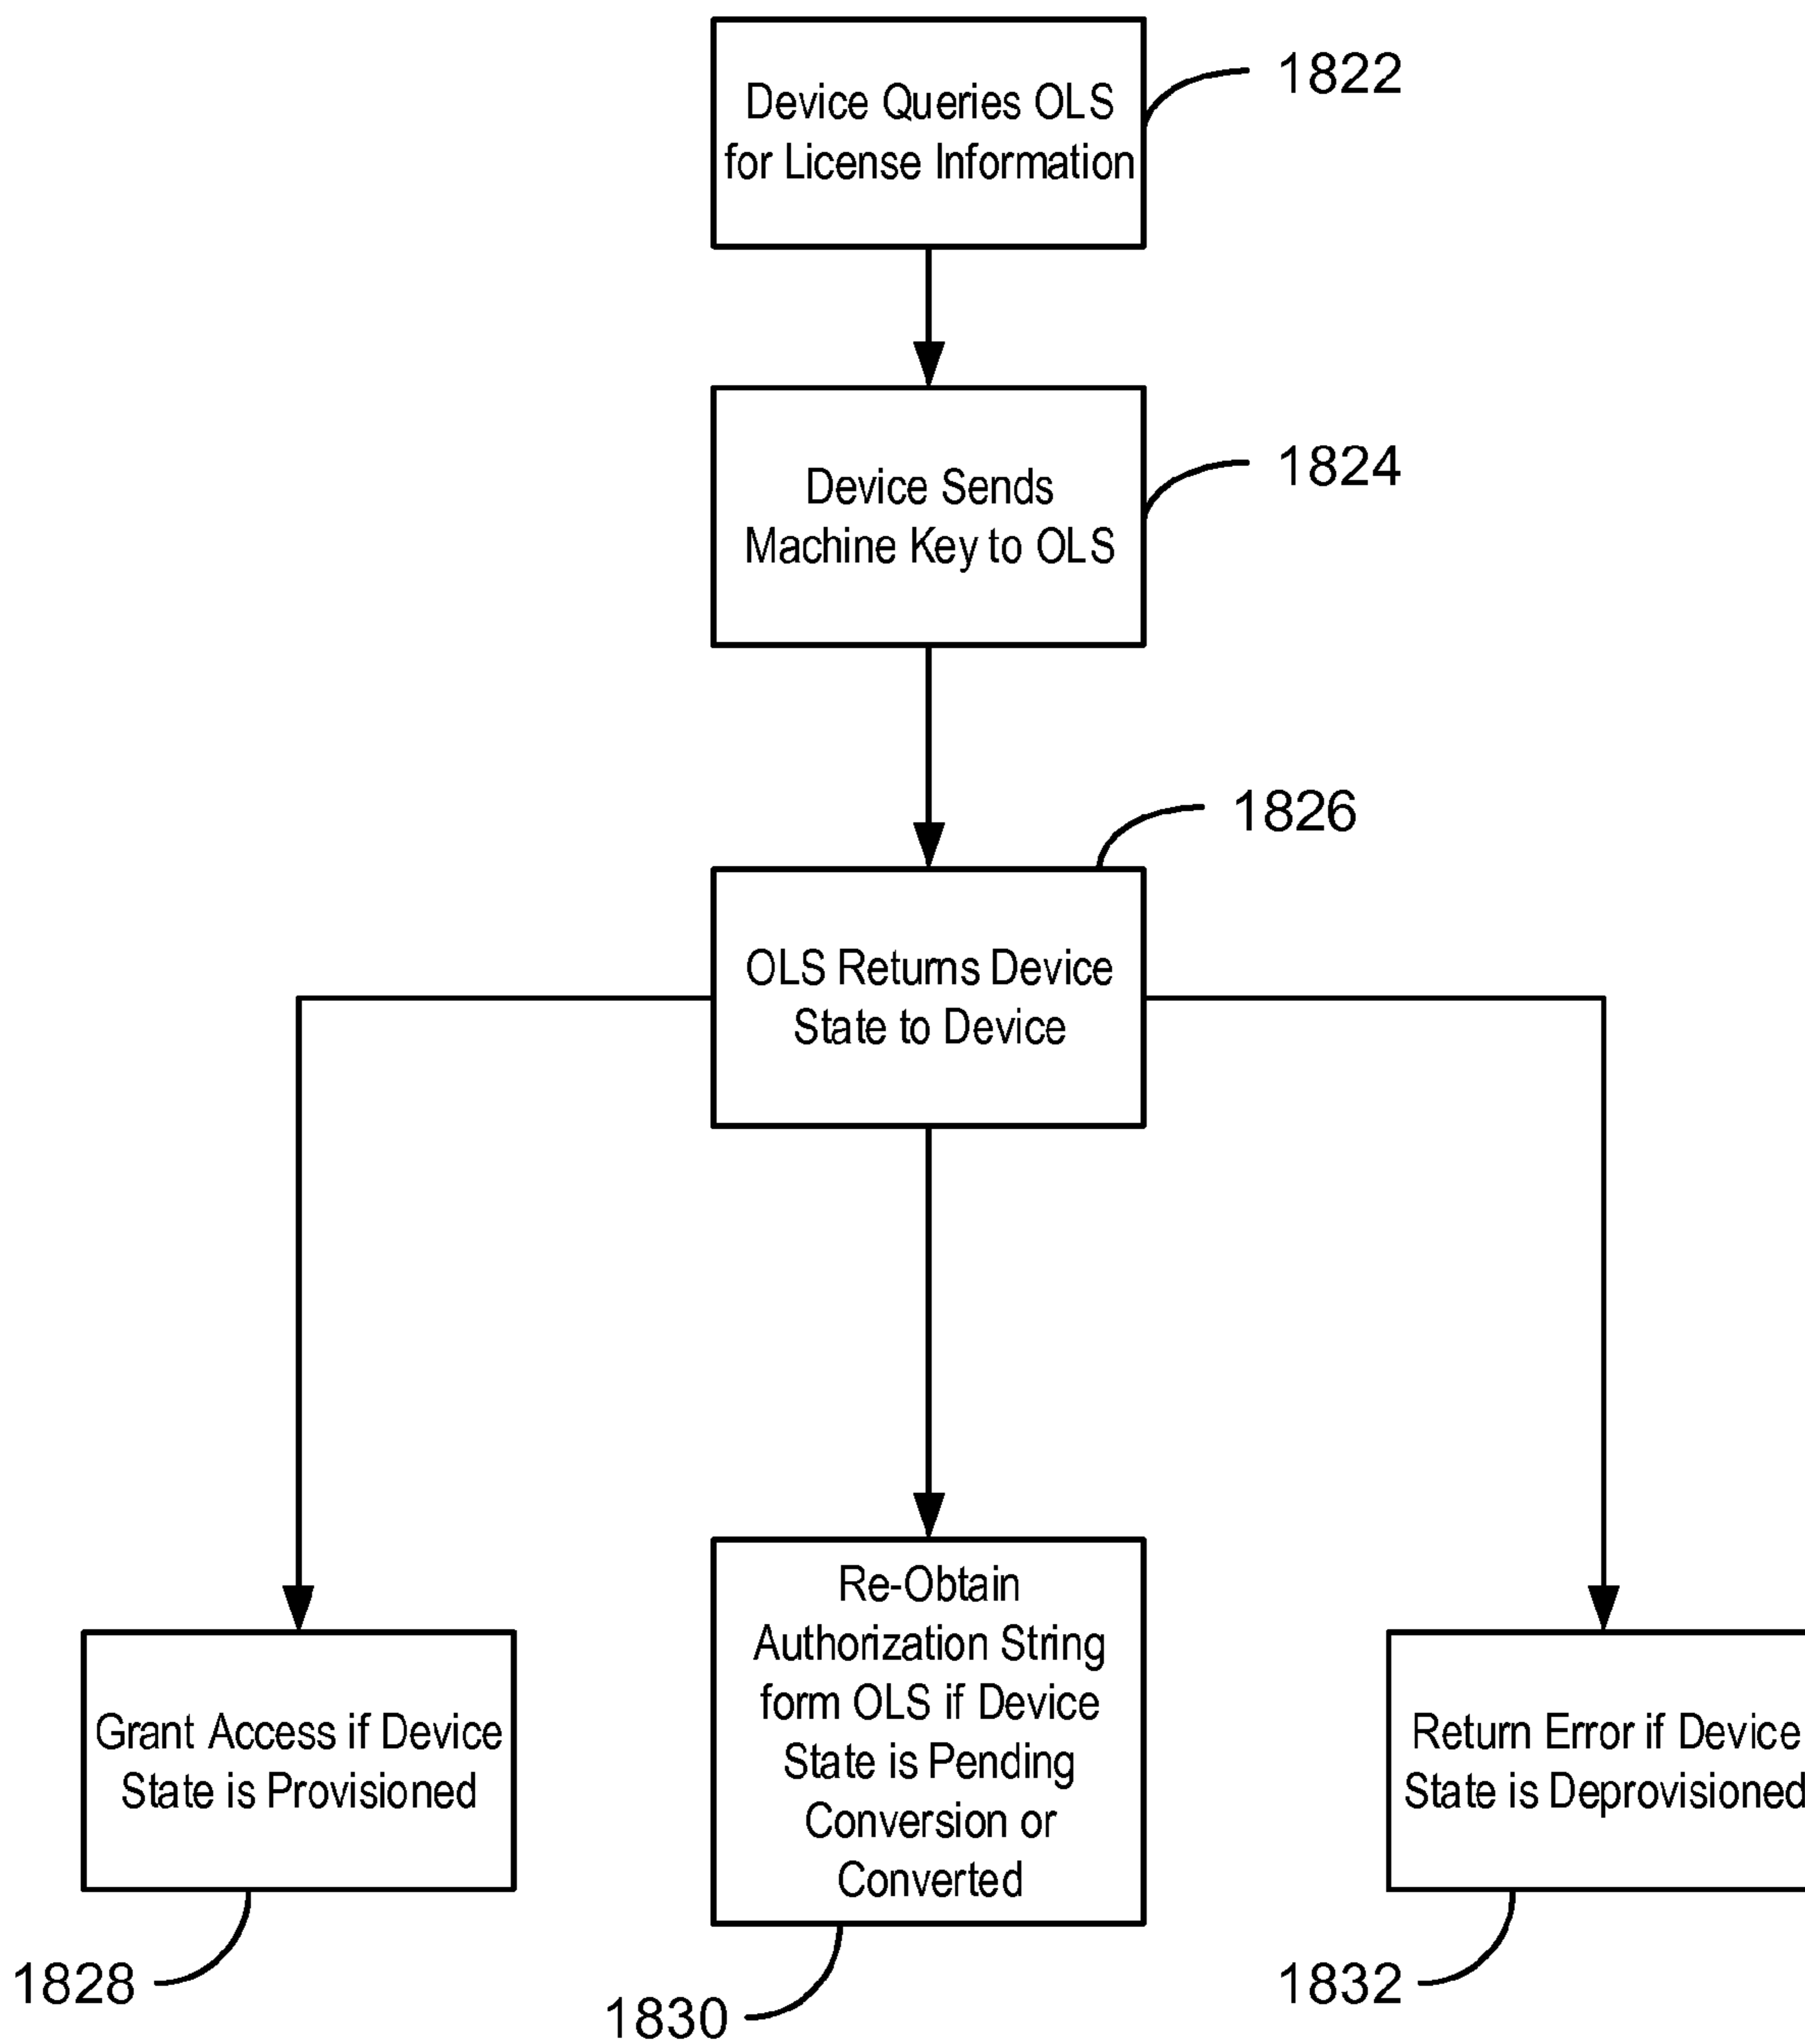 Device Queries OLS
for License Information
1822
Device Sends
Machine Key to OLS
1824
1826
OLS Returns Device
State to Device
Grant Access if Device
State is Provisioned
1828
Re-Obtain
Authorization String
form OLS if Device
State is Pending
Conversion or
Converted
1830
Return Error if Device
State is Deprovisioned
1832